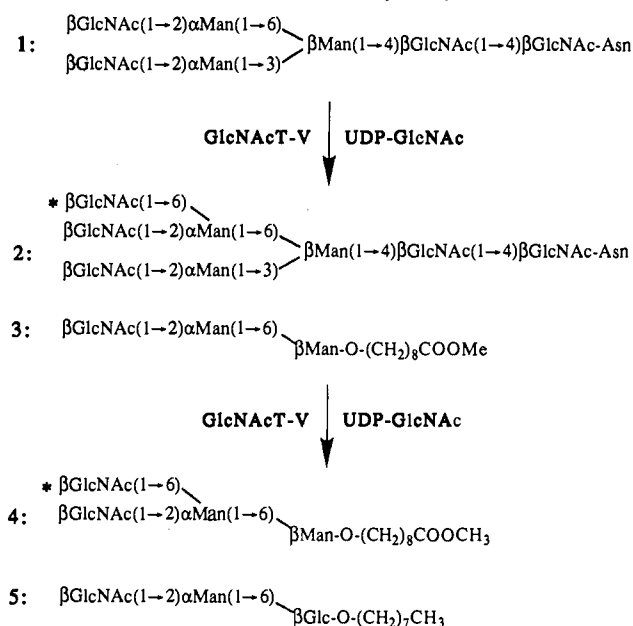 βGlcNAc(1→2)αMan(1→6)
1: βMan(1→4)βGlcNAc(1→4)βGlcNAc-Asn
βGlcNAc(1→2)αMan(1→3)
GlcNAcT-V UDP-GlcNAc
* βGlcNAc(1→6)
βGlcNAc(1→2)αMan(1→6)
2: βMan(1→4)βGlcNAc(1→4)βGlcNAc-Asn
βGlcNAc(1→2)αMan(1→3)
3: βGlcNAc(1→2)αMan(1→6)
βMan-O-(CH2)8COOMe
GlcNAcT-V UDP-GlcNAc
* βGlcNAc(1→6)
4: βGlcNAc(1→2)αMan(1→6)
βMan-O-(CH2)8COOCH3
5: βGlcNAc(1→2)αMan(1→6)
βGlc-O-(CH2)7CH3